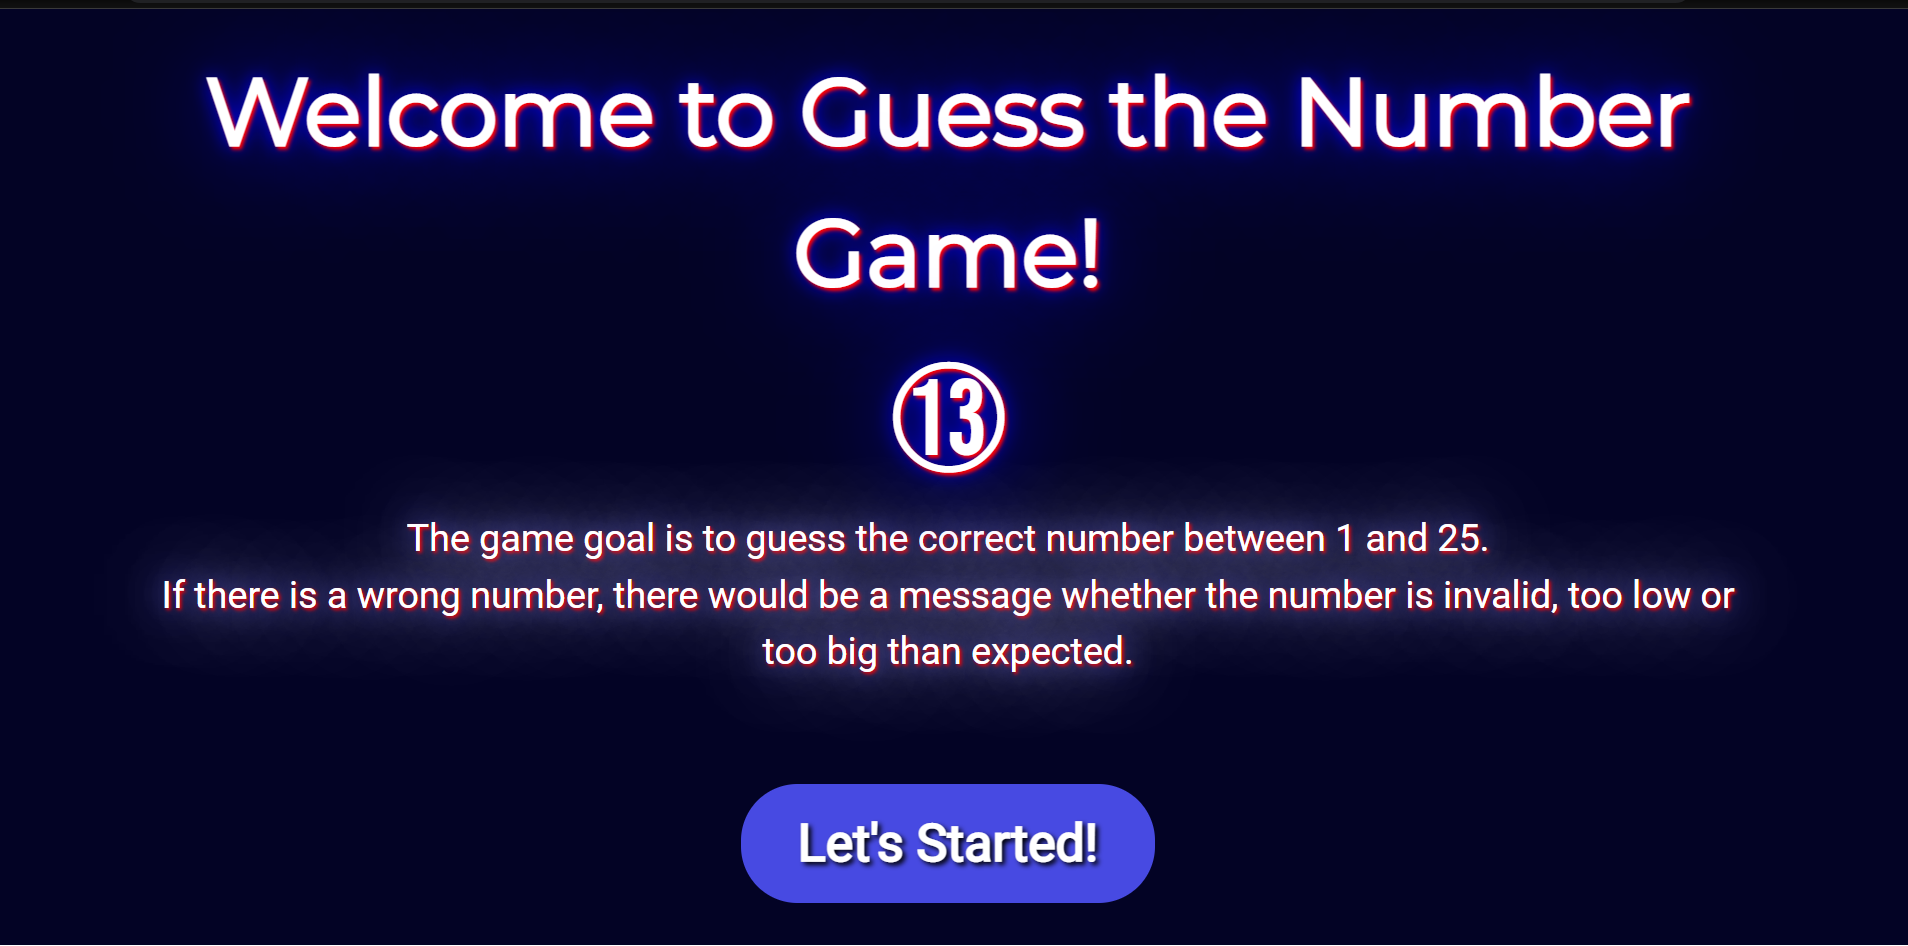 Welcome to Guess the Number
Game!
⑬
The game goal is to guess the correct number between 1 and 25.
If there is a wrong number, there would be a message whether the number is invalid, too low or
too big than expected.
Let's Started!